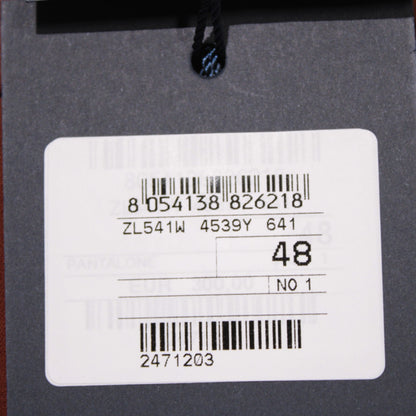 8 054138 826218
ZL541W 4539Y 641
48
PANTALONE
NO 1
EUR 300,00
2471203